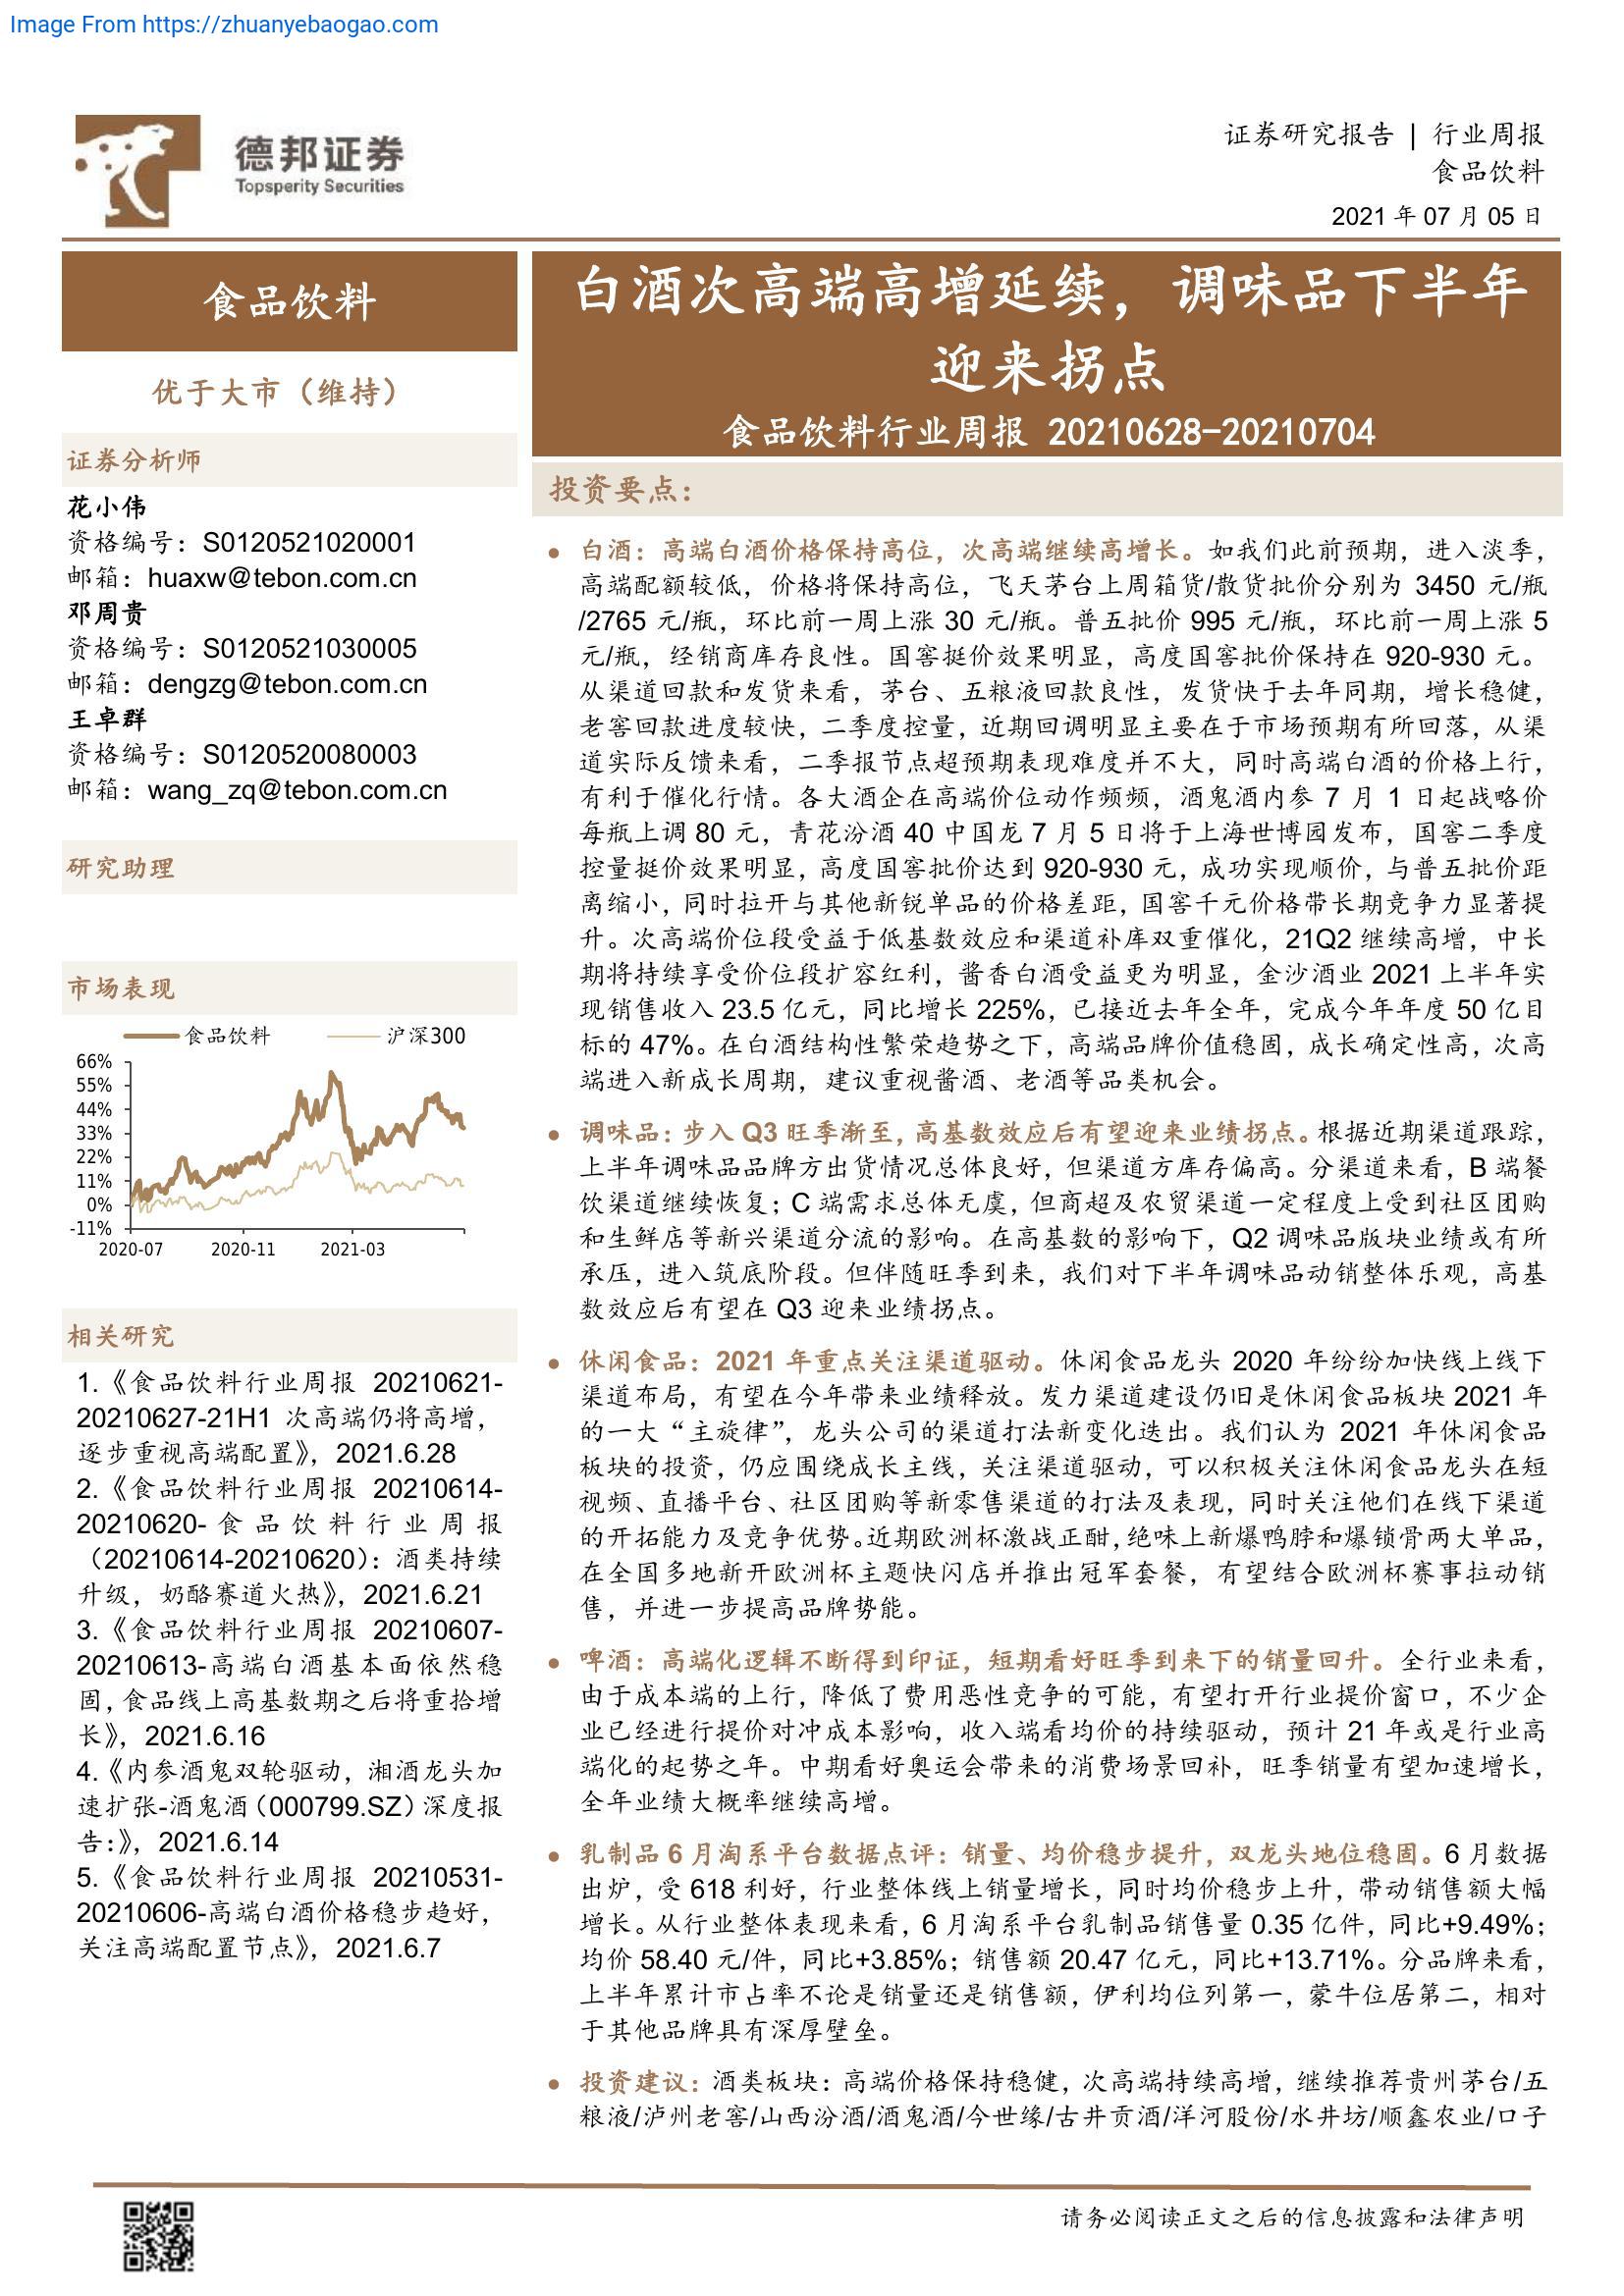 Image From https://zhuanyebaogao.com
德邦证券
Topsperity Securities
证券研究报告 | 行业周报
食品饮料
2021 年 07 月 05 日
食品饮料
优于大市（维持）
证券分析师
花小伟
资格编号：S0120521020001
邮箱：huaxw@tebon.com.cn
邓周贵
资格编号：S0120521030005
邮箱：dengzg@tebon.com.cn
王卓群
资格编号：S0120520080003
邮箱：wang_zq@tebon.com.cn
研究助理
市场表现
食品饮料 沪深300
66%
55%
44%
33%
22%
11%
0%
-11%
2020-07 2020-11 2021-03
相关研究
1.《食品饮料行业周报 20210621-
20210627-21H1 次高端仍将高增，
逐步重视高端配置》，2021.6.28
2.《食品饮料行业周报 20210614-
20210620-食品饮料行业周报
（20210614-20210620）：酒类持续
升级，奶酪赛道火热》，2021.6.21
3.《食品饮料行业周报 20210607-
20210613-高端白酒基本面依然稳
固，食品线上高基数期之后将重拾增
长》，2021.6.16
4.《内参酒鬼双轮驱动，湘酒龙头加
速扩张-酒鬼酒（000799.SZ）深度报
告：》，2021.6.14
5.《食品饮料行业周报 20210531-
20210606-高端白酒价格稳步趋好，
关注高端配置节点》，2021.6.7
白酒次高端高增延续，调味品下半年
迎来拐点
食品饮料行业周报 20210628-20210704
投资要点：
● 白酒：高端白酒价格保持高位，次高端继续高增长。如我们此前预期，进入淡季，
高端配额较低，价格将保持高位，飞天茅台上周箱货/散货批价分别为 3450 元/瓶
/2765 元/瓶，环比前一周上涨 30 元/瓶。普五批价 995 元/瓶，环比前一周上涨 5
元/瓶，经销商库存良性。国窖挺价效果明显，高度国窖批价保持在 920-930 元。
从渠道回款和发货来看，茅台、五粮液回款良性，发货快于去年同期，增长稳健，
老窖回款进度较快，二季度控量，近期回调明显主要在于市场预期有所回落，从渠
道实际反馈来看，二季报节点超预期表现难度并不大，同时高端白酒的价格上行，
有利于催化行情。各大酒企在高端价位动作频频，酒鬼酒内参 7 月 1 日起战略价
每瓶上调 80 元，青花汾酒 40 中国龙 7 月 5 日将于上海世博园发布，国窖二季度
控量挺价效果明显，高度国窖批价达到 920-930 元，成功实现顺价，与普五批价距
离缩小，同时拉开与其他新锐单品的价格差距，国窖千元价格带长期竞争力显著提
升。次高端价位段受益于低基数效应和渠道补库双重催化，21Q2 继续高增，中长
期将持续享受价位段扩容红利，酱香白酒受益更为明显，金沙酒业 2021 上半年实
现销售收入 23.5 亿元，同比增长 225%，已接近去年全年，完成今年年度 50 亿目
标的 47%。在白酒结构性繁荣趋势之下，高端品牌价值稳固，成长确定性高，次高
端进入新成长周期，建议重视酱酒、老酒等品类机会。
● 调味品：步入 Q3 旺季渐至，高基数效应后有望迎来业绩拐点。根据近期渠道跟踪，
上半年调味品品牌方出货情况总体良好，但渠道方库存偏高。分渠道来看，B 端餐
饮渠道继续恢复；C 端需求总体无虞，但商超及农贸渠道一定程度上受到社区团购
和生鲜店等新兴渠道分流的影响。在高基数的影响下，Q2 调味品版块业绩或有所
承压，进入筑底阶段。但伴随旺季到来，我们对下半年调味品动销整体乐观，高基
数效应后有望在 Q3 迎来业绩拐点。
● 休闲食品：2021 年重点关注渠道驱动。休闲食品龙头 2020 年纷纷加快线上线下
渠道布局，有望在今年带来业绩释放。发力渠道建设仍旧是休闲食品板块 2021 年
的一大“主旋律”，龙头公司的渠道打法新变化迭出。我们认为 2021 年休闲食品
板块的投资，仍应围绕成长主线，关注渠道驱动，可以积极关注休闲食品龙头在短
视频、直播平台、社区团购等新零售渠道的打法及表现，同时关注他们在线下渠道
的开拓能力及竞争优势。近期欧洲杯激战正酣，绝味上新爆鸭脖和爆锁骨两大单品，
在全国多地新开欧洲杯主题快闪店并推出冠军套餐，有望结合欧洲杯赛事拉动销
售，并进一步提高品牌势能。
● 啤酒：高端化逻辑不断得到印证，短期看好旺季到来下的销量回升。全行业来看，
由于成本端的上行，降低了费用恶性竞争的可能，有望打开行业提价窗口，不少企
业已经进行提价对冲成本影响，收入端看均价的持续驱动，预计 21 年或是行业高
端化的起势之年。中期看好奥运会带来的消费场景回补，旺季销量有望加速增长，
全年业绩大概率继续高增。
● 乳制品 6 月淘系平台数据点评：销量、均价稳步提升，双龙头地位稳固。6 月数据
出炉，受 618 利好，行业整体线上销量增长，同时均价稳步上升，带动销售额大幅
增长。从行业整体表现来看，6 月淘系平台乳制品销售量 0.35 亿件，同比+9.49%；
均价 58.40 元/件，同比+3.85%；销售额 20.47 亿元，同比+13.71%。分品牌来看，
上半年累计市占率不论是销量还是销售额，伊利均位列第一，蒙牛位居第二，相对
于其他品牌具有深厚壁垒。
● 投资建议：酒类板块：高端价格保持稳健，次高端持续高增，继续推荐贵州茅台/五
粮液/泸州老窖/山西汾酒/酒鬼酒/今世缘/古井贡酒/洋河股份/水井坊/顺鑫农业/口子
请务必阅读正文之后的信息披露和法律声明